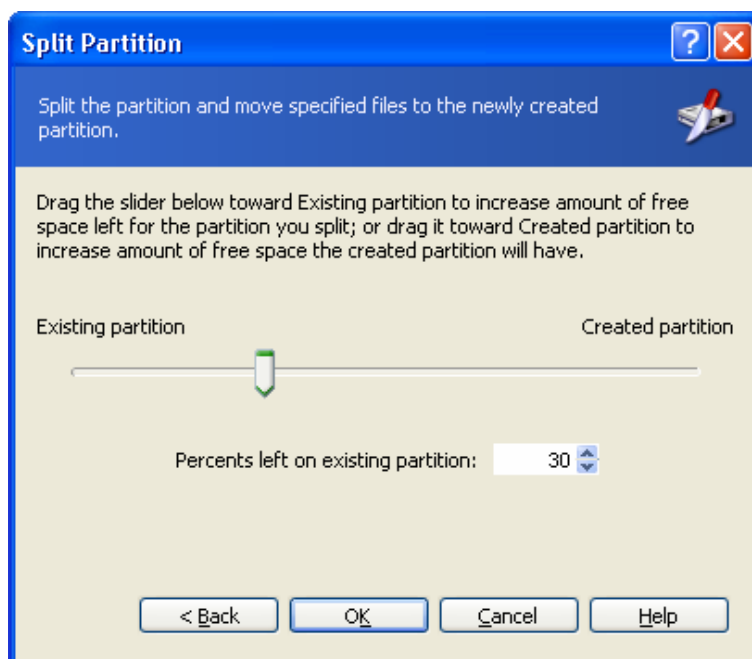 Split Partition
Split the partition and move specified files to the newly created
partition.
Drag the slider below toward Existing partition to increase amount of free
space left for the partition you split; or drag it toward Created partition to
increase amount of free space the created partition will have.
Existing partition Created partition
Percents left on existing partition: 30
< Back OK Cancel Help